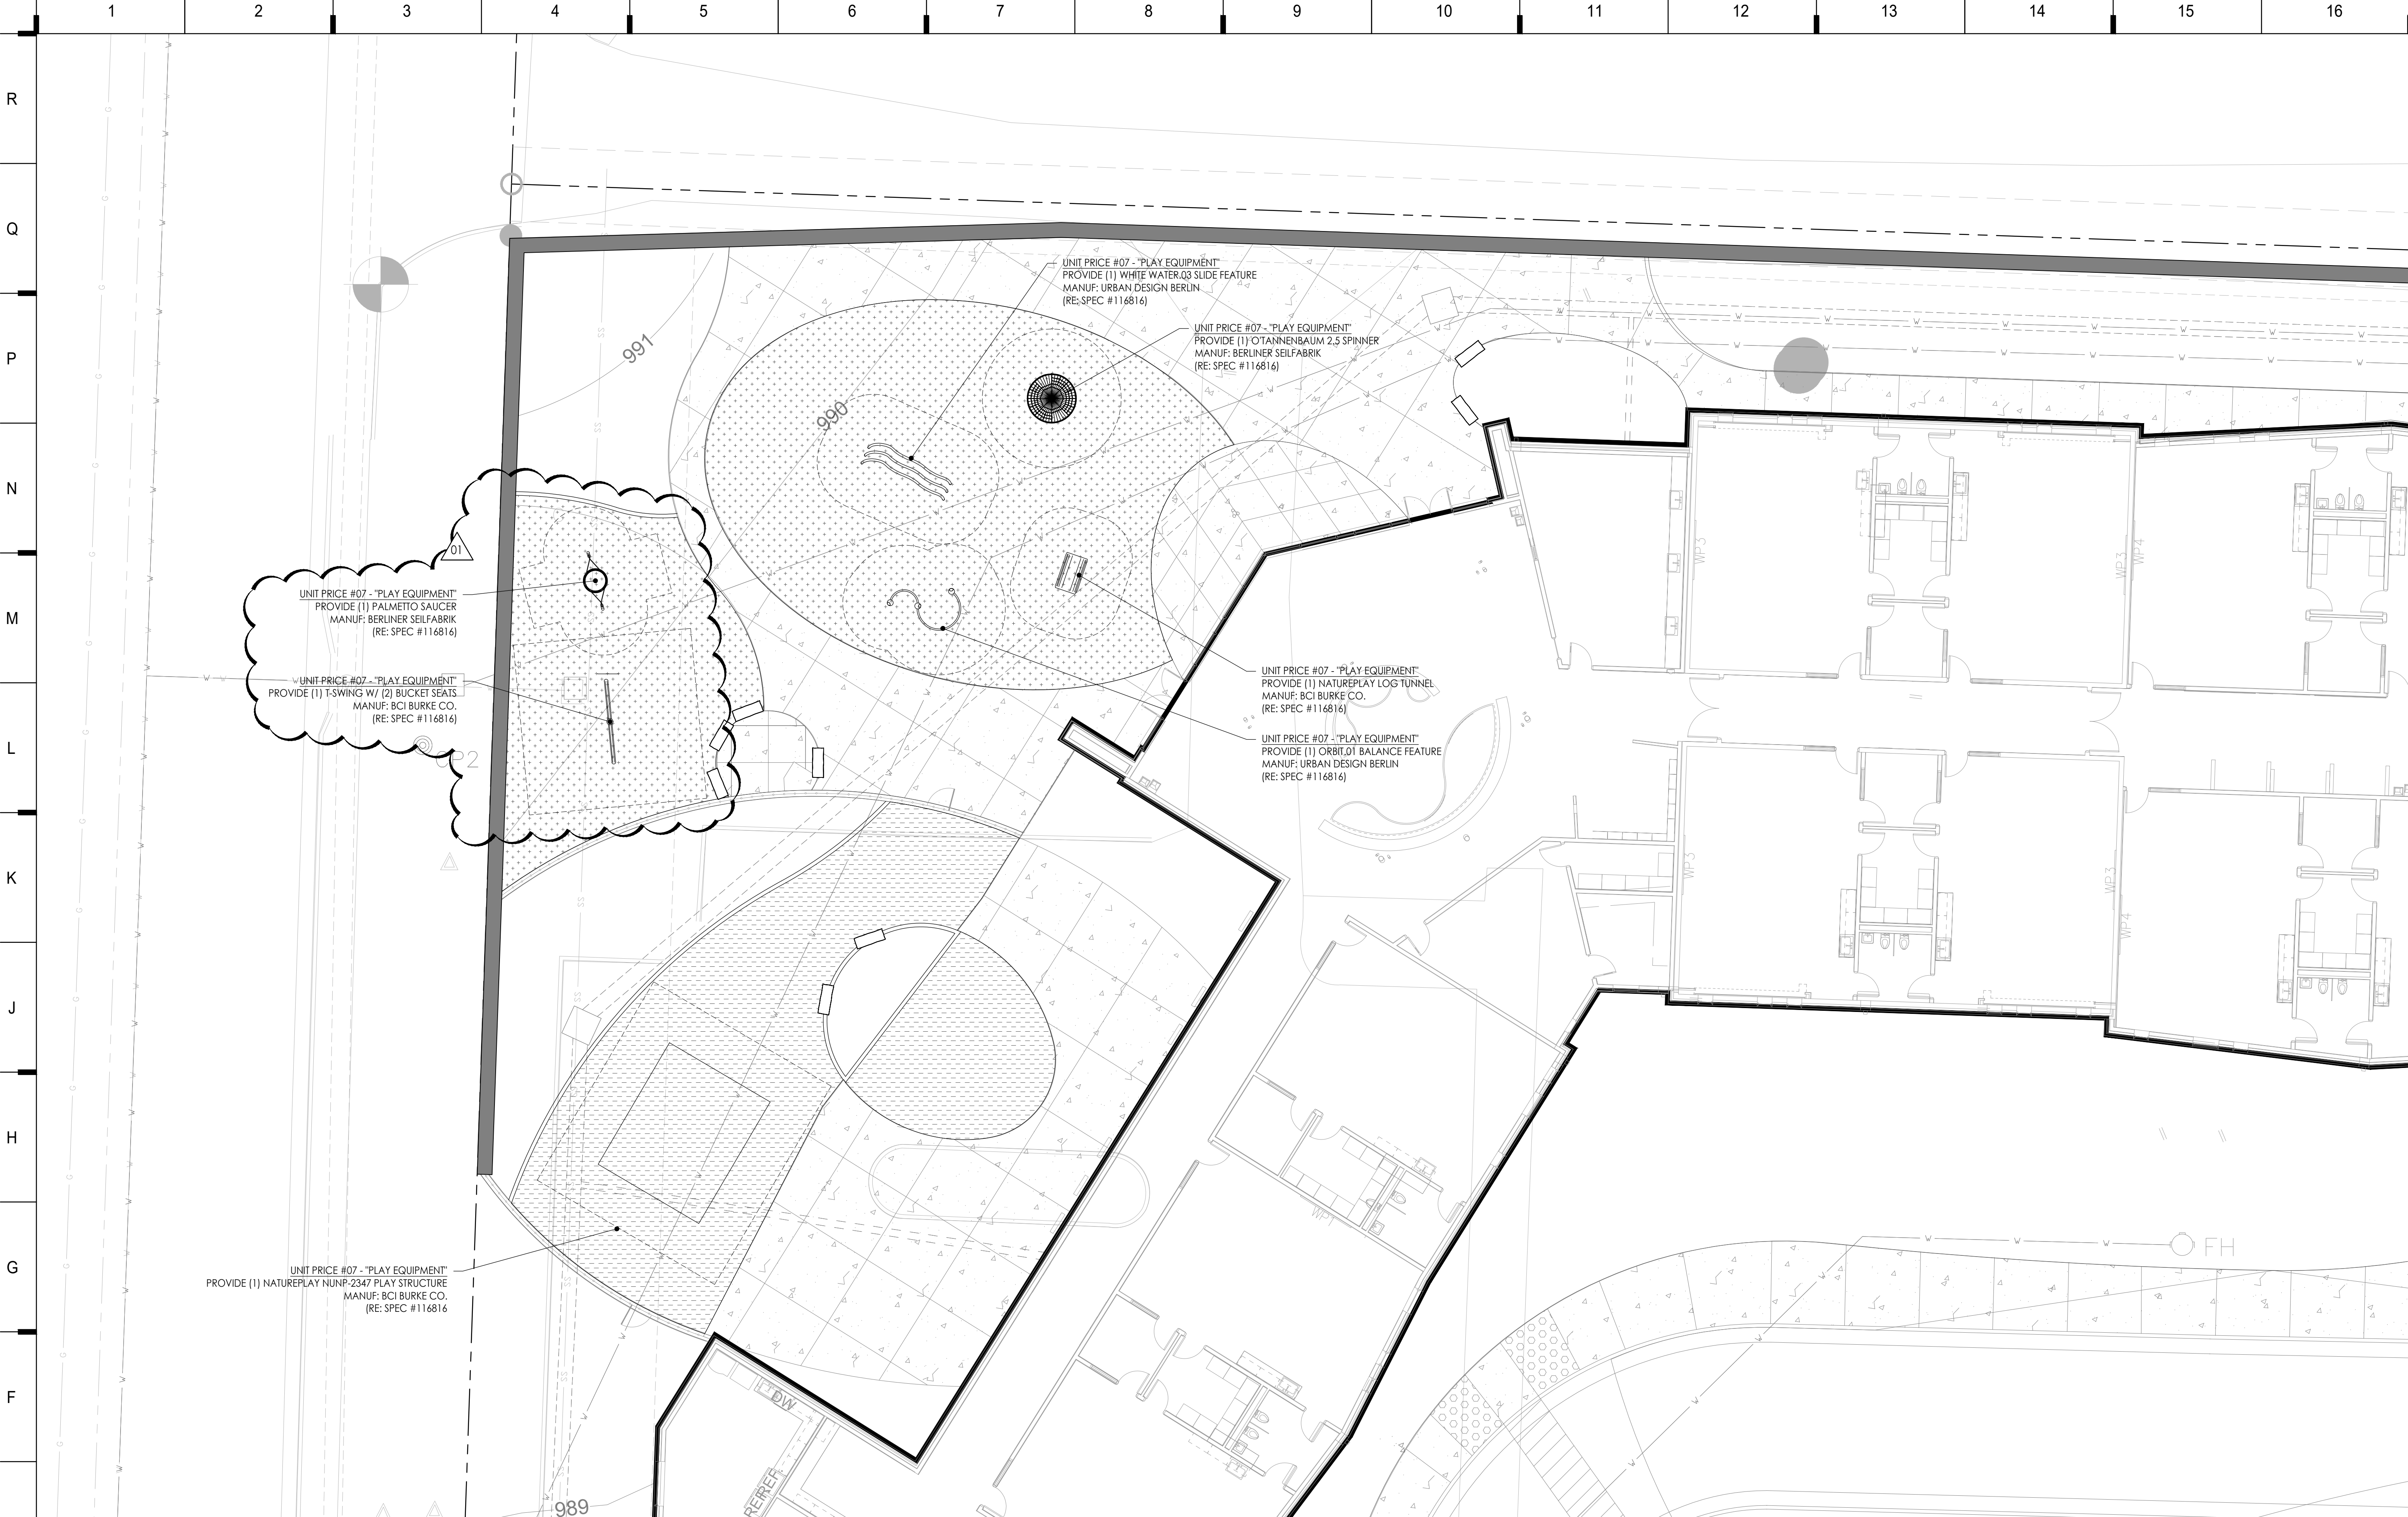 1 2 3 4 5 6 7 8 9 10 11 12 13 14 15 16
R
Q
P
N
M
L
K
J
H
G
F
UNIT PRICE #07 - "PLAY EQUIPMENT"
PROVIDE (1) WHITE WATER.03 SLIDE FEATURE
MANUF: URBAN DESIGN BERLIN
(RE: SPEC #116816)
UNIT PRICE #07 - "PLAY EQUIPMENT"
PROVIDE (1) O'TANNENBAUM 2.5 SPINNER
MANUF: BERLINER SEILFABRIK
(RE: SPEC #116816)
991
990
01
UNIT PRICE #07 - "PLAY EQUIPMENT"
PROVIDE (1) PALMETTO SAUCER
MANUF: BERLINER SEILFABRIK
(RE: SPEC #116816)
UNIT PRICE #07 - "PLAY EQUIPMENT"
PROVIDE (1) T-SWING W/ (2) BUCKET SEATS
MANUF: BCI BURKE CO.
(RE: SPEC #116816)
UNIT PRICE #07 - "PLAY EQUIPMENT"
PROVIDE (1) NATUREPLAY LOG TUNNEL
MANUF: BCI BURKE CO.
(RE: SPEC #116816)
UNIT PRICE #07 - "PLAY EQUIPMENT"
PROVIDE (1) ORBIT.01 BALANCE FEATURE
MANUF: URBAN DESIGN BERLIN
(RE: SPEC #116816)
WP3
WP3
WP4
WP3
WP3
WP4
WP1
FH
UNIT PRICE #07 - "PLAY EQUIPMENT"
PROVIDE (1) NATUREPLAY NUNP-2347 PLAY STRUCTURE
MANUF: BCI BURKE CO.
(RE: SPEC #116816
DW
REF
REF
989